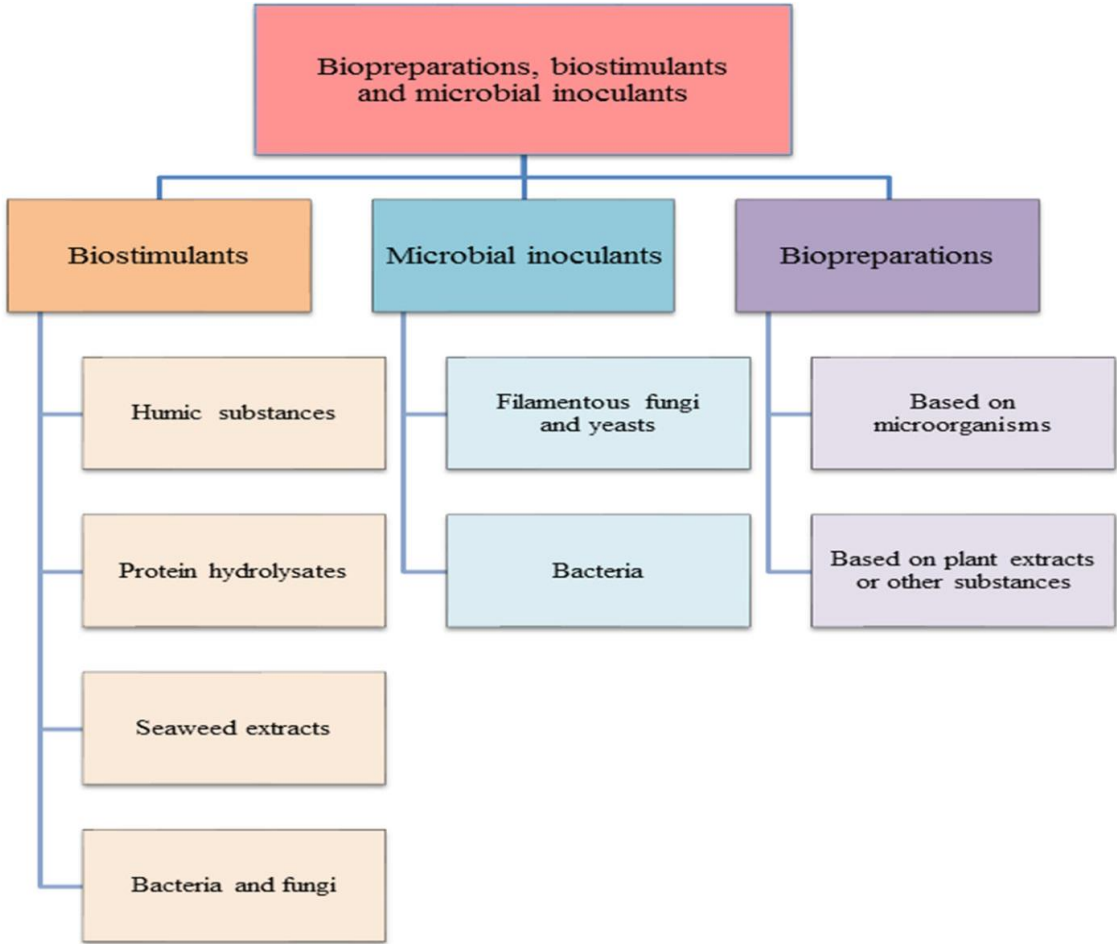 Biopreparations, biostimulants
and microbial inoculants
Biostimulants
Microbial inoculants
Biopreparations
Humic substances
Filamentous fungi
and yeasts
Based on
microorganisms
Protein hydrolysates
Bacteria
Based on plant extracts
or other substances
Seaweed extracts
Bacteria and fungi